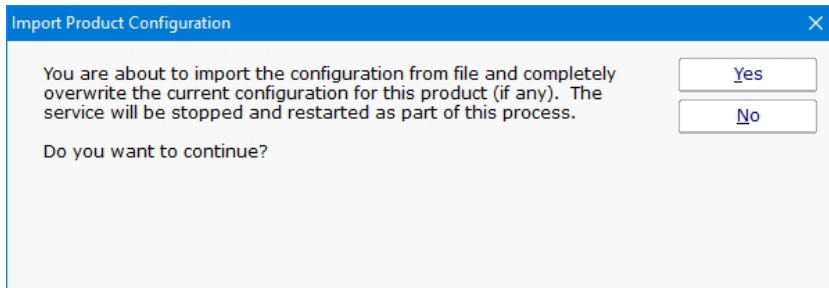 Import Product Configuration
You are about to import the configuration from file and completely
overwrite the current configuration for this product (if any).  The
service will be stopped and restarted as part of this process.
Do you want to continue?
Yes
No